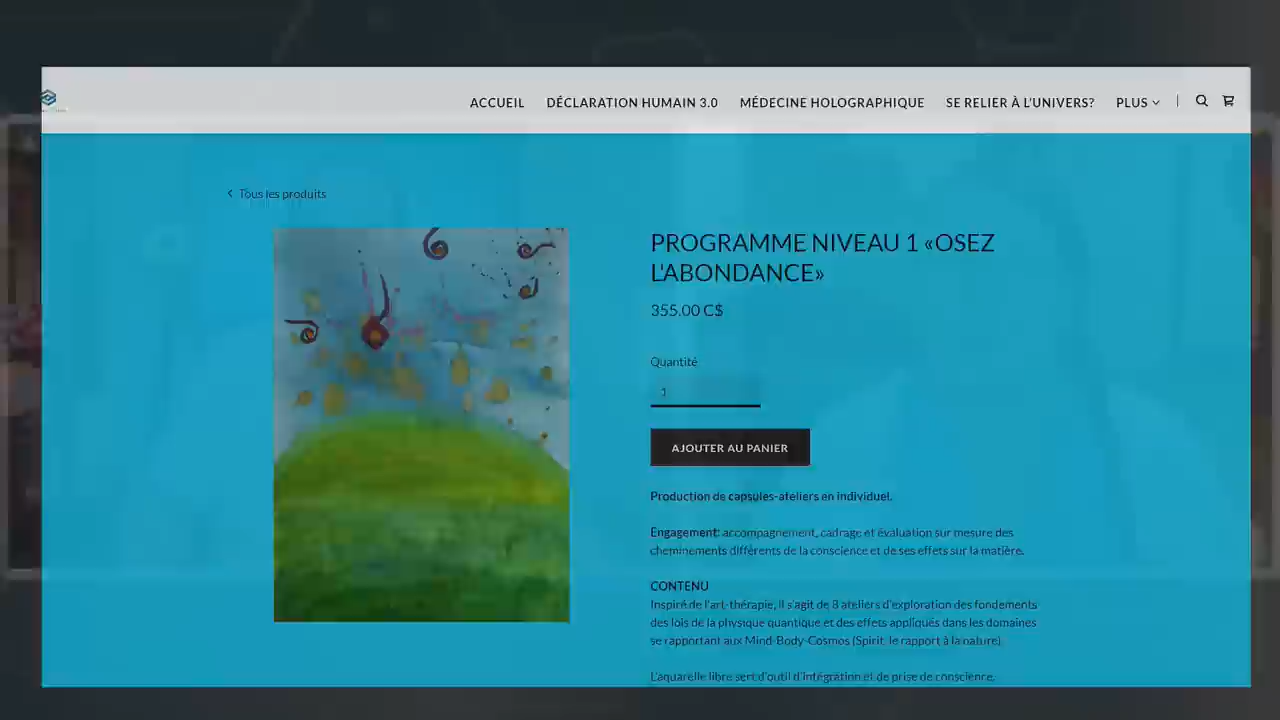 ACCUEIL DÉCLARATION HUMAIN 3.0 MÉDECINE HOLOGRAPHIQUE SE RELIER À L'UNIVERS? PLUS
Tous les produits
PROGRAMME NIVEAU 1 «OSEZ
L'ABONDANCE»
355.00 C$
Quantité
1
AJOUTER AU PANIER
Production de capsules-ateliers en individuel.
Engagement: accompagnement, cadrage et évaluation sur mesure des
cheminements différents de la conscience et de ses effets sur la matière.
CONTENU
Inspiré de l'art-thérapie, il s'agit de 8 ateliers d'exploration des fondements
des lois de la physique quantique et des effets appliqués dans les domaines
se rapportant aux Mind-Body-Cosmos (Spirit, le rapport à la nature).
L'aquarelle libre sert d'outil d'intégration et de prise de conscience.